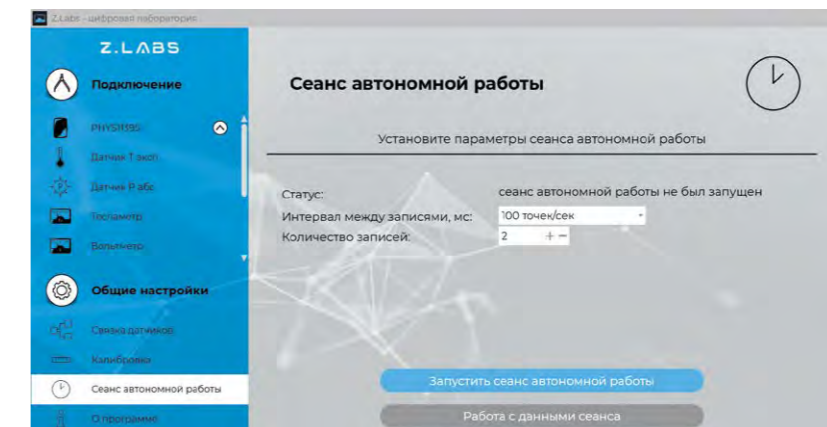 Z.Labs - цифровая лаборатория
Z.LABS
Подключение
Сеанс автономной работы
PHYS1195
Установите параметры сеанса автономной работы
Датчик Т эксп
Датчик Р абс
Статус:
сеанс автономной работы не был запущен
Интервал между записями, мс:
100 точек/сек
Тесламетр
Количество записей:
2 + −
Вольтметр
Общие настройки
Связка датчиков
Калибровка
Запустить сеанс автономной работы
Сеанс автономной работы
Работа с данными сеанса
О программе